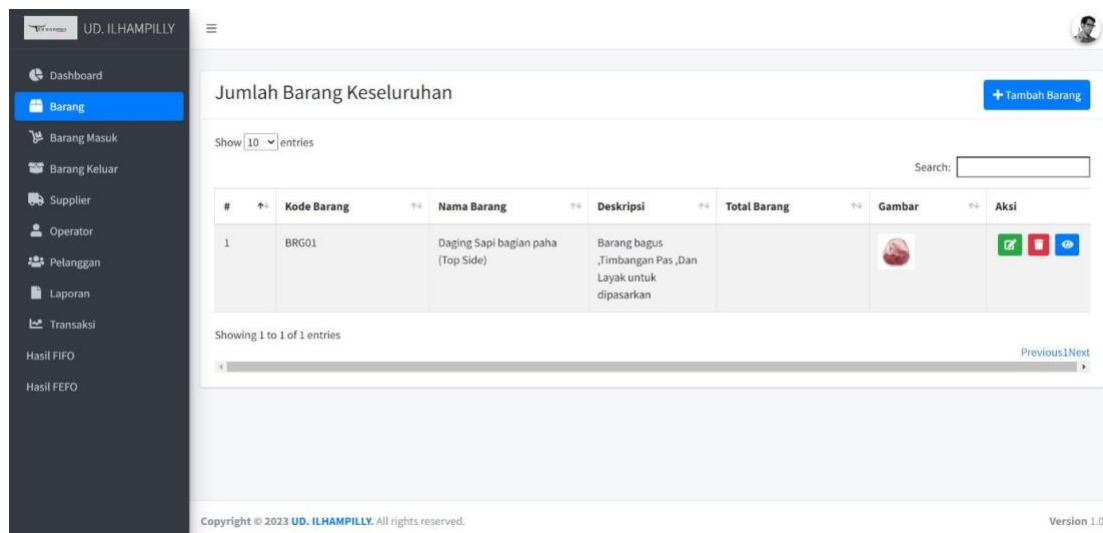 UD. ILHAMPILLY
Dashboard
Barang
Barang Masuk
Barang Keluar
Supplier
Operator
Pelanggan
Laporan
Transaksi
Hasil FIFO
Hasil FEFO
Jumlah Barang Keseluruhan
+ Tambah Barang
Show 10 entries
Search:
# Kode Barang Nama Barang Deskripsi Total Barang Gambar Aksi
1 BRG01 Daging Sapi bagian paha Barang bagus
(Top Side) ,Timbangan Pas ,Dan
Layak untuk
dipasarkan
Showing 1 to 1 of 1 entries
Previous1Next
Copyright © 2023 UD. ILHAMPILLY. All rights reserved.
Version 1.0